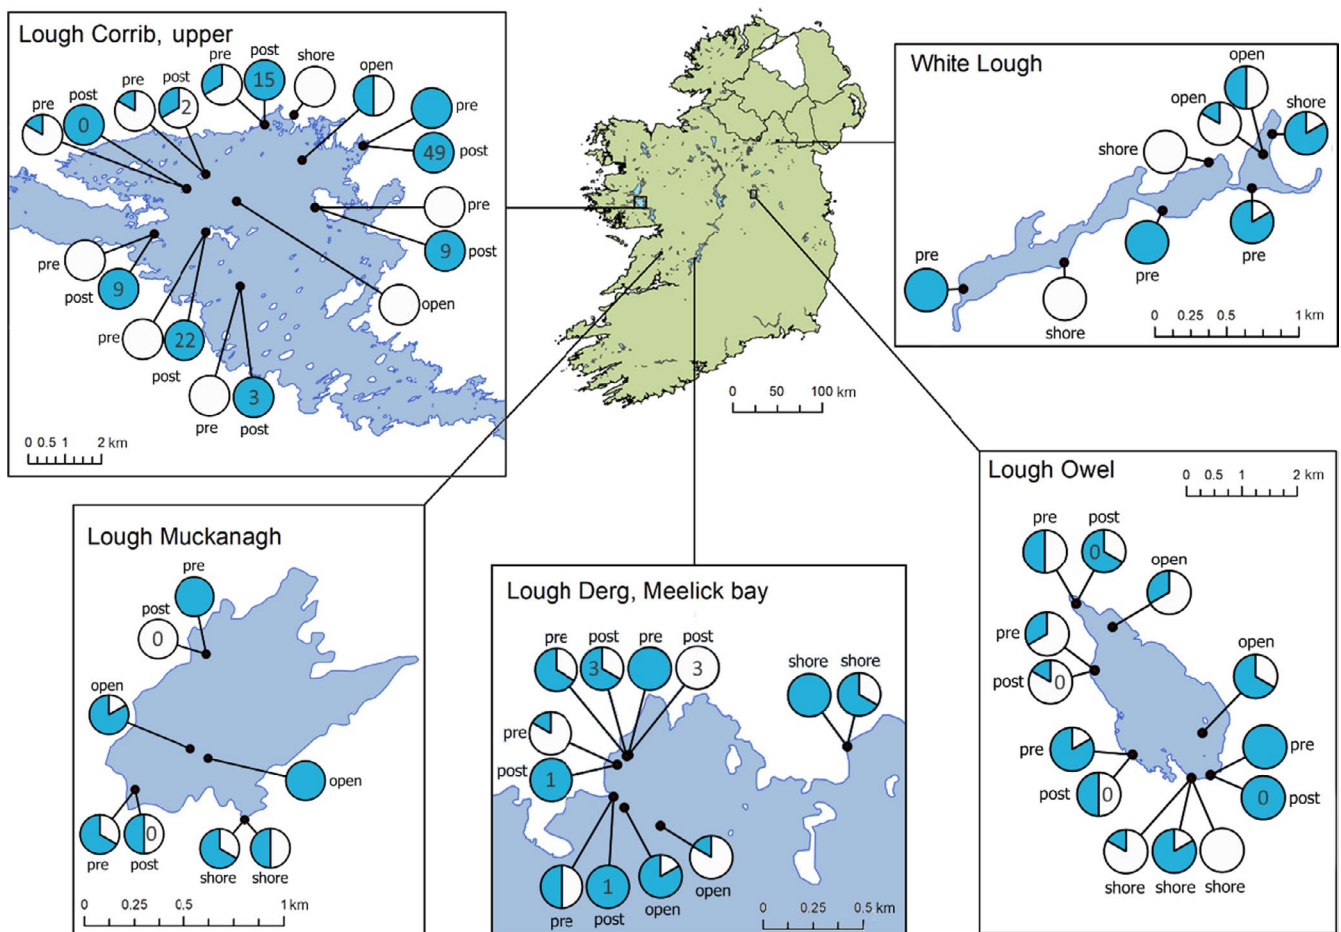 Lough Corrib, upper
pre
post
15
shore
open
pre
post
2
pre
post
0
pre
49
post
pre
9
post
pre
post
9
open
pre
22
post
pre
3
post
0 0.5 1 2 km
0 50 100 km
White Lough
open
open
shore
shore
pre
pre
pre
shore
0 0.25 0.5 1 km
Lough Muckanagh
pre
post
0
open
open
0
pre post
shore shore
0 0.25 0.5 1 km
Lough Derg, Meelick bay
pre post pre post
3 3
shore shore
pre
post
1
1
open
pre post open
0 0.25 0.5 km
Lough Owel
0 0.5 1 2 km
pre post
0
open
pre
post
0
open
pre
pre
post
0
0
post
shore shore shore